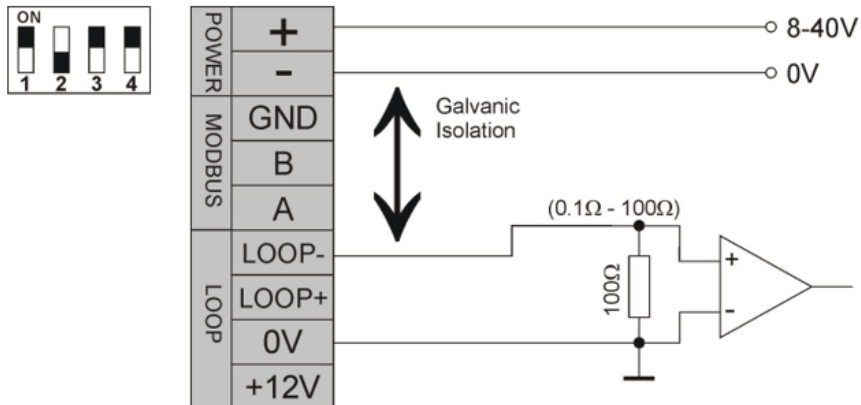 ON
1 2 3 4
POWER
+
-
8-40V
0V
MODBUS
GND
B
A
Galvanic
Isolation
LOOP
LOOP-
LOOP+
0V
+12V
(0.1Ω - 100Ω)
100Ω
+
-